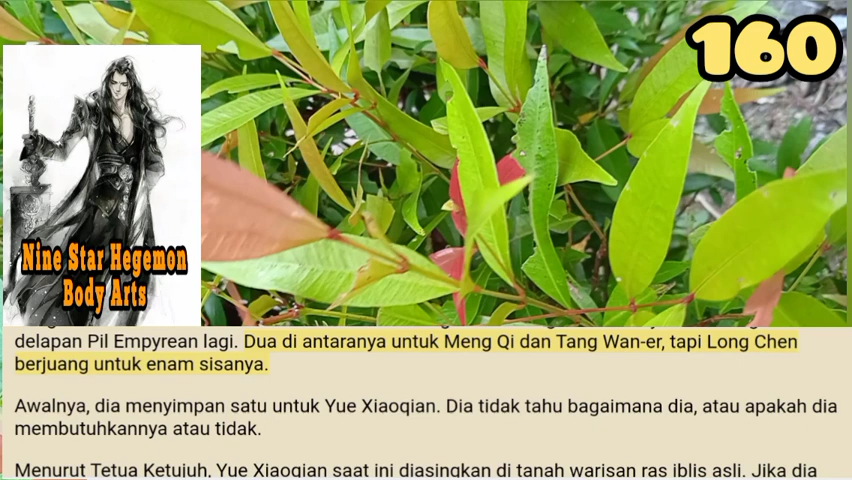 160
Nine Star Hegemon
Body Arts
delapan Pil Empyrean lagi. Dua di antaranya untuk Meng Qi dan Tang Wan-er, tapi Long Chen
berjuang untuk enam sisanya.
Awalnya, dia menyimpan satu untuk Yue Xiaoqian. Dia tidak tahu bagaimana dia, atau apakah dia
membutuhkannya atau tidak.
Menurut Tetua Ketujuh, Yue Xiaoqian saat ini diasingkan di tanah warisan ras iblis asli. Jika dia